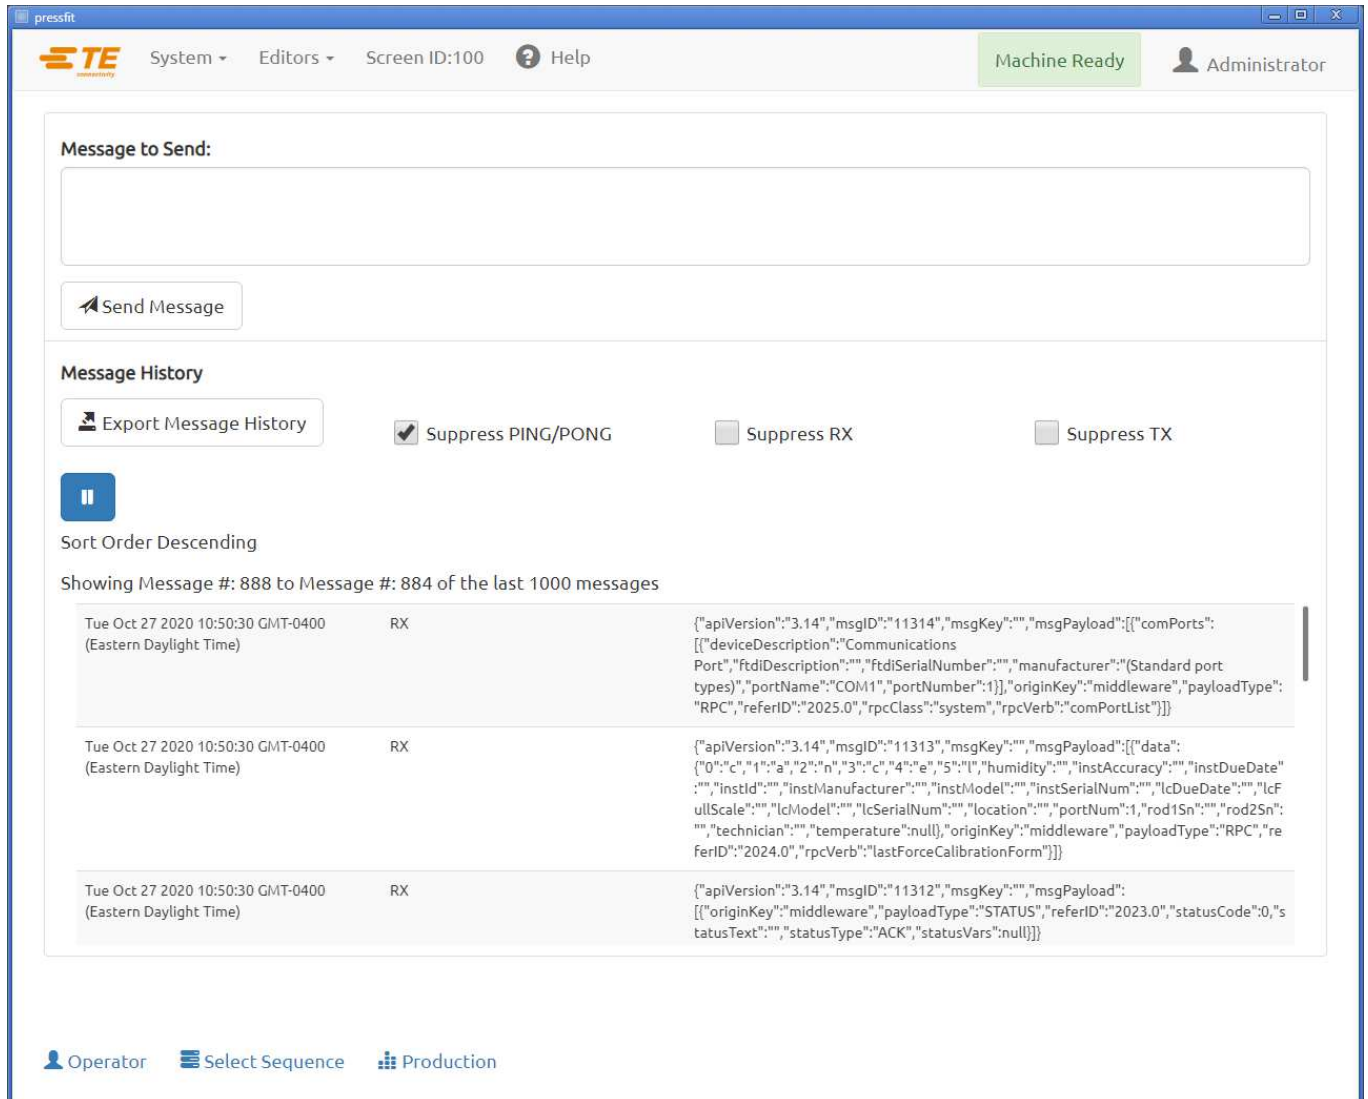 pressfit
TE
connectivity
System
Editors
Screen ID:100
? Help
Machine Ready
Administrator
Message to Send:
Send Message
Message History
Export Message History
Suppress PING/PONG
Suppress RX
Suppress TX
Sort Order Descending
Showing Message #: 888 to Message #: 884 of the last 1000 messages
Tue Oct 27 2020 10:50:30 GMT-0400
(Eastern Daylight Time)
RX
{"apiVersion":"3.14","msgID":"11314","msgKey":"","msgPayload":[{"comPorts":
[{"deviceDescription":"Communications
Port","ftdiDescription":"","ftdiSerialNumber":"","manufacturer":"(Standard port
types)","portName":"COM1","portNumber":1}],"originKey":"middleware","payloadType":
"RPC","referID":"2025.0","rpcClass":"system","rpcVerb":"comPortList"}]}
Tue Oct 27 2020 10:50:30 GMT-0400
(Eastern Daylight Time)
RX
{"apiVersion":"3.14","msgID":"11313","msgKey":"","msgPayload":[{"data":
{"0":"c","1":"a","2":"n","3":"c","4":"e","5":"l","humidity":"","instAccuracy":"","instDueDate"
:"","instId":"","instManufacturer":"","instModel":"","instSerialNum":"","lcDueDate":"","lcF
ullScale":"","lcModel":"","lcSerialNum":"","location":"","portNum":1,"rod1Sn":"","rod2Sn":
"","technician":"","temperature":null},"originKey":"middleware","payloadType":"RPC","re
ferID":"2024.0","rpcVerb":"lastForceCalibrationForm"}]}
Tue Oct 27 2020 10:50:30 GMT-0400
(Eastern Daylight Time)
RX
{"apiVersion":"3.14","msgID":"11312","msgKey":"","msgPayload":
[{"originKey":"middleware","payloadType":"STATUS","referID":"2023.0","statusCode":0,"s
tatusText":"","statusType":"ACK","statusVars":null}]}
Operator
Select Sequence
Production